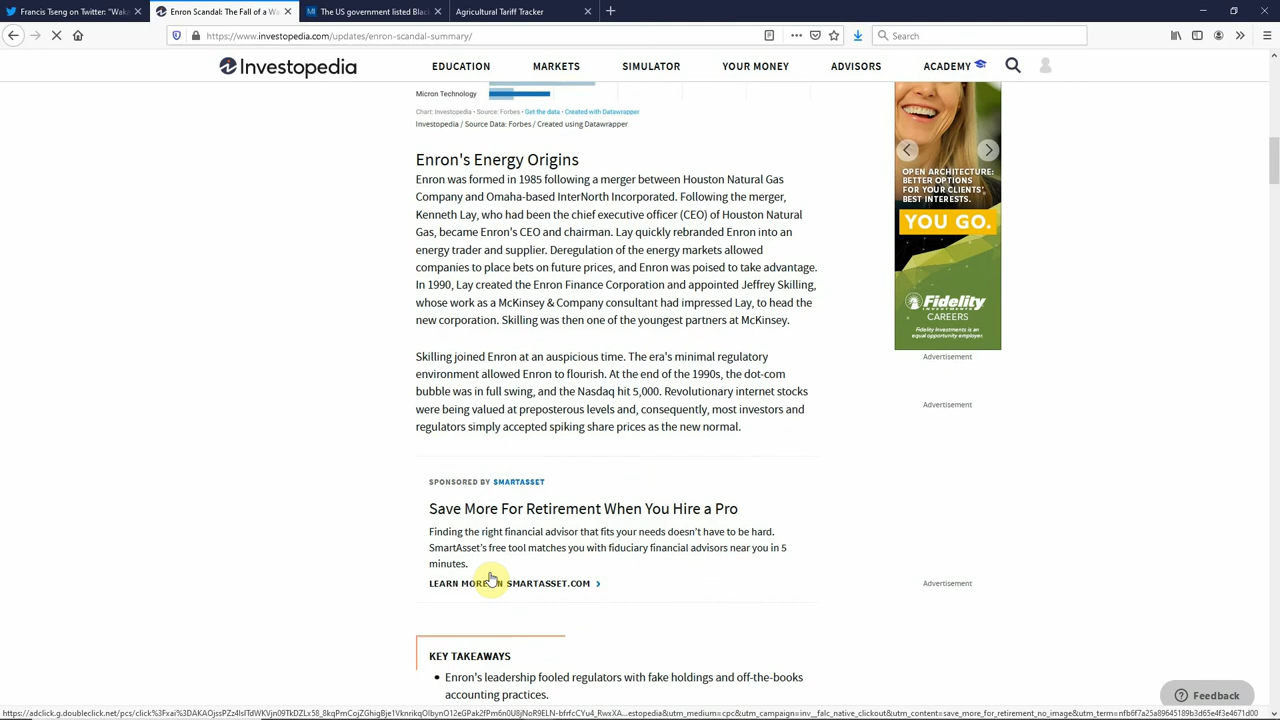 Francis Tseng on Twitter: "Wak
Enron Scandal: The Fall of a W
The US government listed Blac
Agricultural Tariff Tracker
https://www.investopedia.com/updates/enron-scandal-summary/
Search
Investopedia
EDUCATION MARKETS SIMULATOR YOUR MONEY ADVISORS ACADEMY
Micron Technology
Chart: Investopedia • Source: Forbes • Get the data • Created with Datawrapper
Investopedia / Source Data: Forbes / Created using Datawrapper
Enron's Energy Origins
Enron was formed in 1985 following a merger between Houston Natural Gas
Company and Omaha-based InterNorth Incorporated. Following the merger,
Kenneth Lay, who had been the chief executive officer (CEO) of Houston Natural
Gas, became Enron's CEO and chairman. Lay quickly rebranded Enron into an
energy trader and supplier. Deregulation of the energy markets allowed
companies to place bets on future prices, and Enron was poised to take advantage.
In 1990, Lay created the Enron Finance Corporation and appointed Jeffrey Skilling,
whose work as a McKinsey & Company consultant had impressed Lay, to head the
new corporation. Skilling was then one of the youngest partners at McKinsey.
Skilling joined Enron at an auspicious time. The era's minimal regulatory
environment allowed Enron to flourish. At the end of the 1990s, the dot-com
bubble was in full swing, and the Nasdaq hit 5,000. Revolutionary internet stocks
were being valued at preposterous levels and, consequently, most investors and
regulators simply accepted spiking share prices as the new normal.
SPONSORED BY SMARTASSET
Save More For Retirement When You Hire a Pro
Finding the right financial advisor that fits your needs doesn't have to be hard.
SmartAsset's free tool matches you with fiduciary financial advisors near you in 5
minutes.
LEARN MORE SMARTASSET.COM
KEY TAKEAWAYS
• Enron's leadership fooled regulators with fake holdings and off-the-books
accounting practices.
OPEN ARCHITECTURE:
BETTER OPTIONS
FOR YOUR CLIENTS'
BEST INTERESTS.
YOU GO.
Fidelity
INVESTMENTS
CAREERS
Fidelity Investments is an
equal opportunity employer.
Advertisement
Advertisement
Advertisement
Feedback